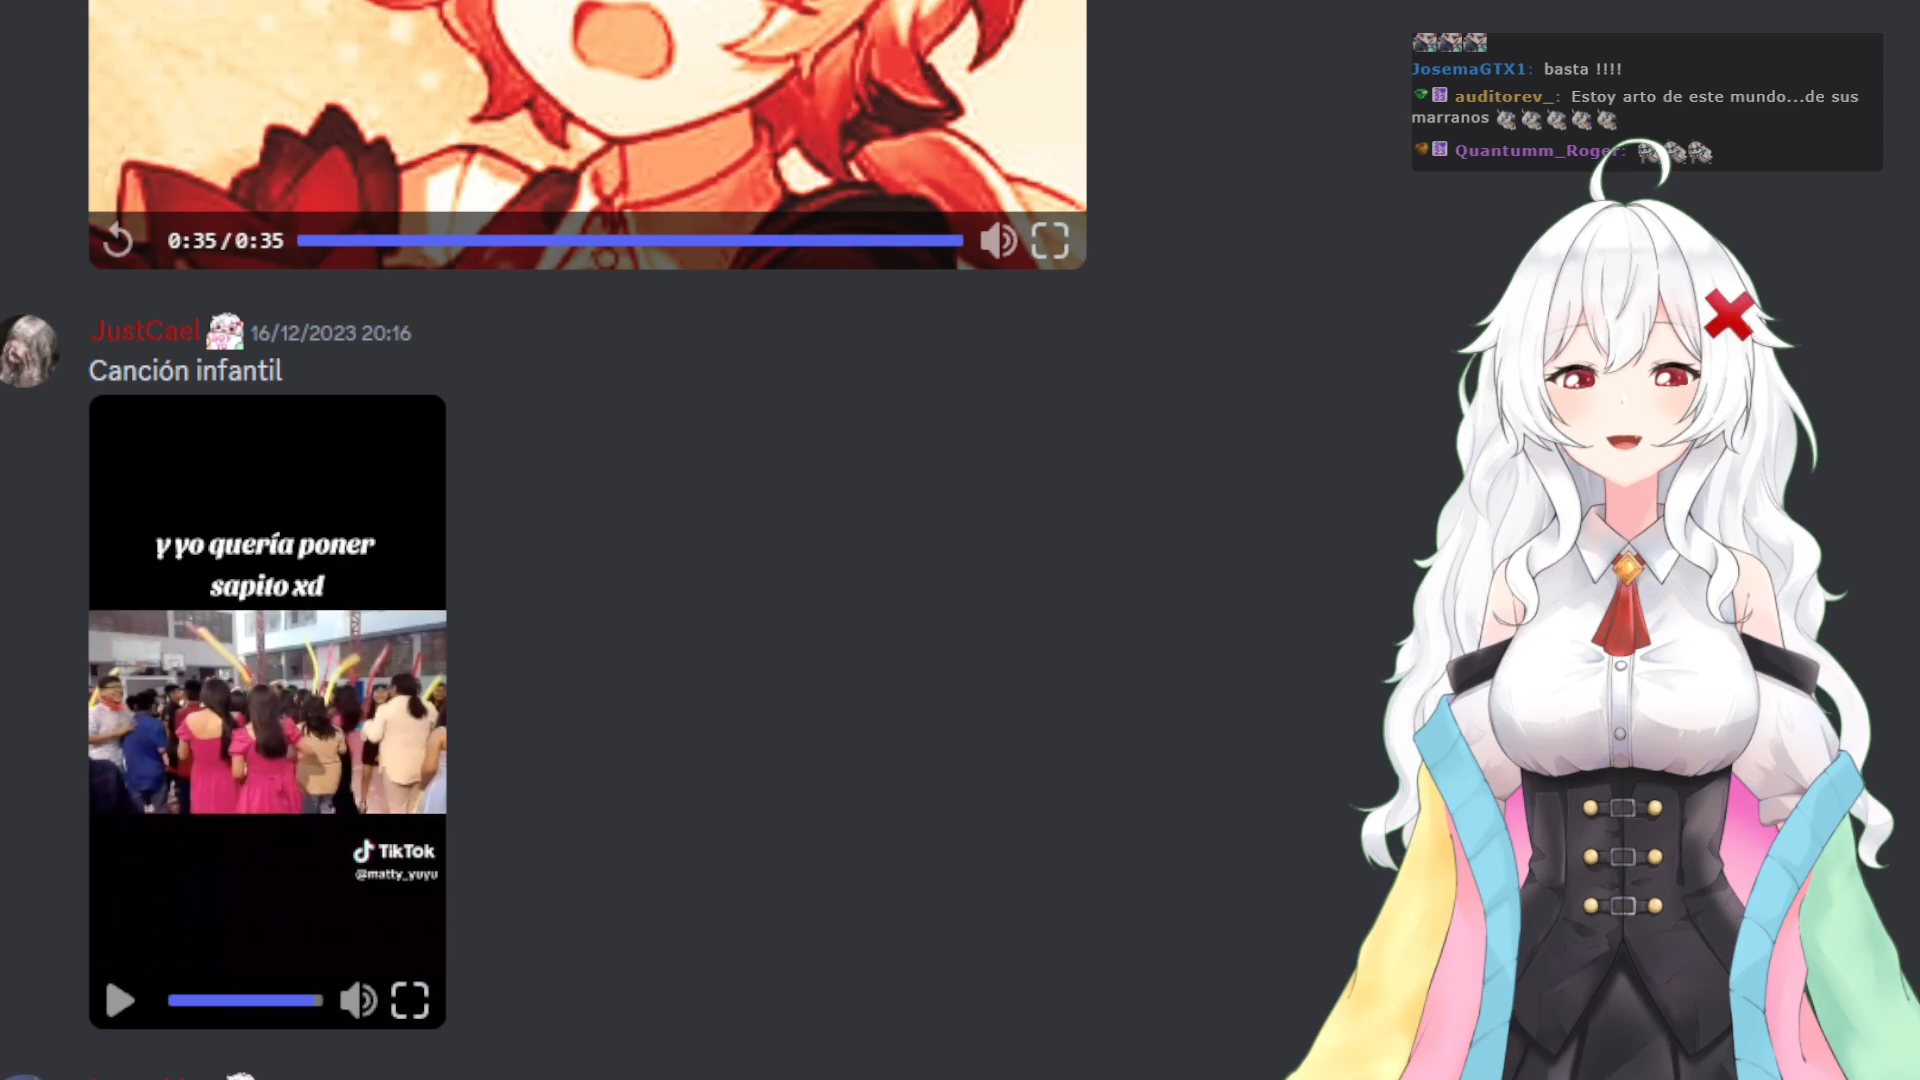 JosemaGTX1: basta !!!!
auditorev_: Estoy arto de este mundo...de sus
marranos
Quantumm_Roger:
0:35/0:35
JustCael 16/12/2023 20:16
Canción infantil
y yo quería poner
sapito xd
TikTok
@matty_yuyu